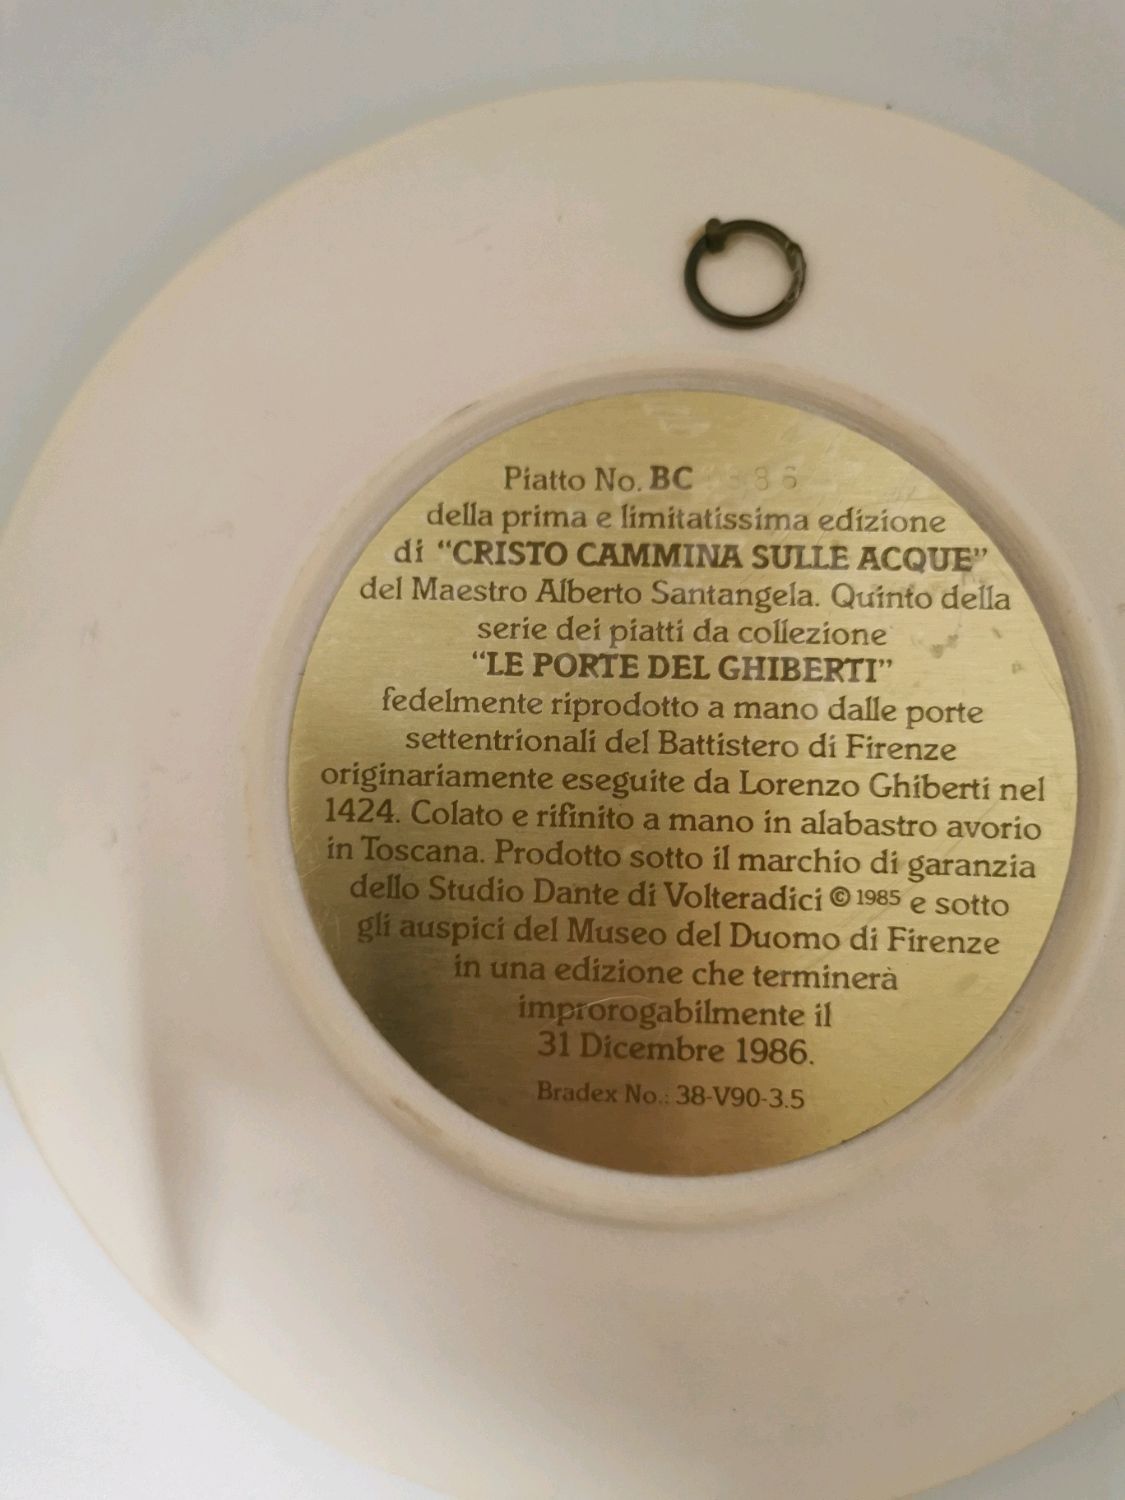 Piatto No. BC
della prima e limitatissima edizione
di “CRISTO CAMMINA SULLE ACQUE”
del Maestro Alberto Santangela. Quinto della
serie dei piatti da collezione
“LE PORTE DEL GHIBERTI”
fedelmente riprodotto a mano dalle porte
settentrionali del Battistero di Firenze
originariamente eseguite da Lorenzo Ghiberti nel
1424. Colato e rifinito a mano in alabastro avorio
in Toscana. Prodotto sotto il marchio di garanzia
dello Studio Dante di Volteradici © 1985 e sotto
gli auspici del Museo del Duomo di Firenze
in una edizione che terminerà
improrogabilmente il
31 Dicembre 1986.
Bradex No.: 38-V90-3.5